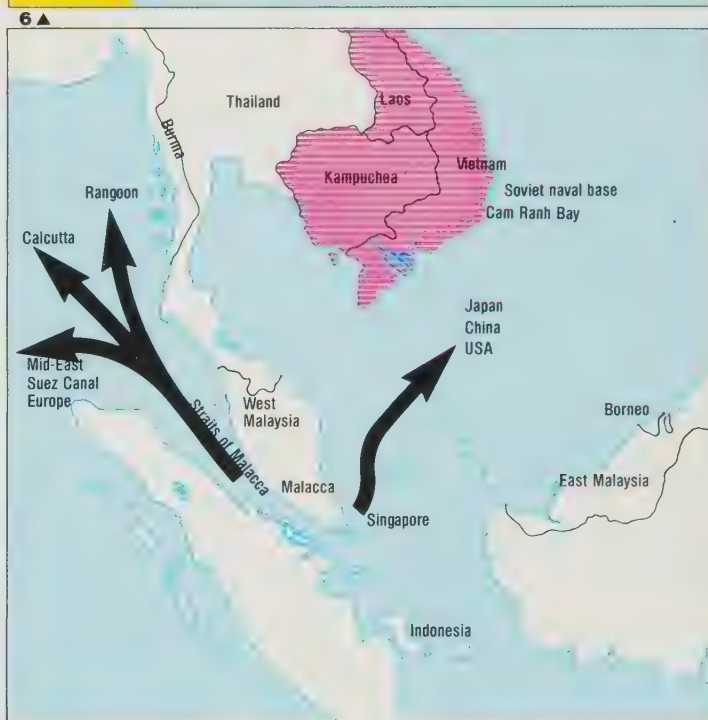 6▲
Thailand
Laos
Burma
Kampuchea
Vietnam
Rangoon
Soviet naval base
Cam Ranh Bay
Calcutta
Japan
China
USA
Mid-East
Suez Canal
Europe
Straits of Malacca
West
Malaysia
Borneo
East Malaysia
Malacca
Singapore
Indonesia